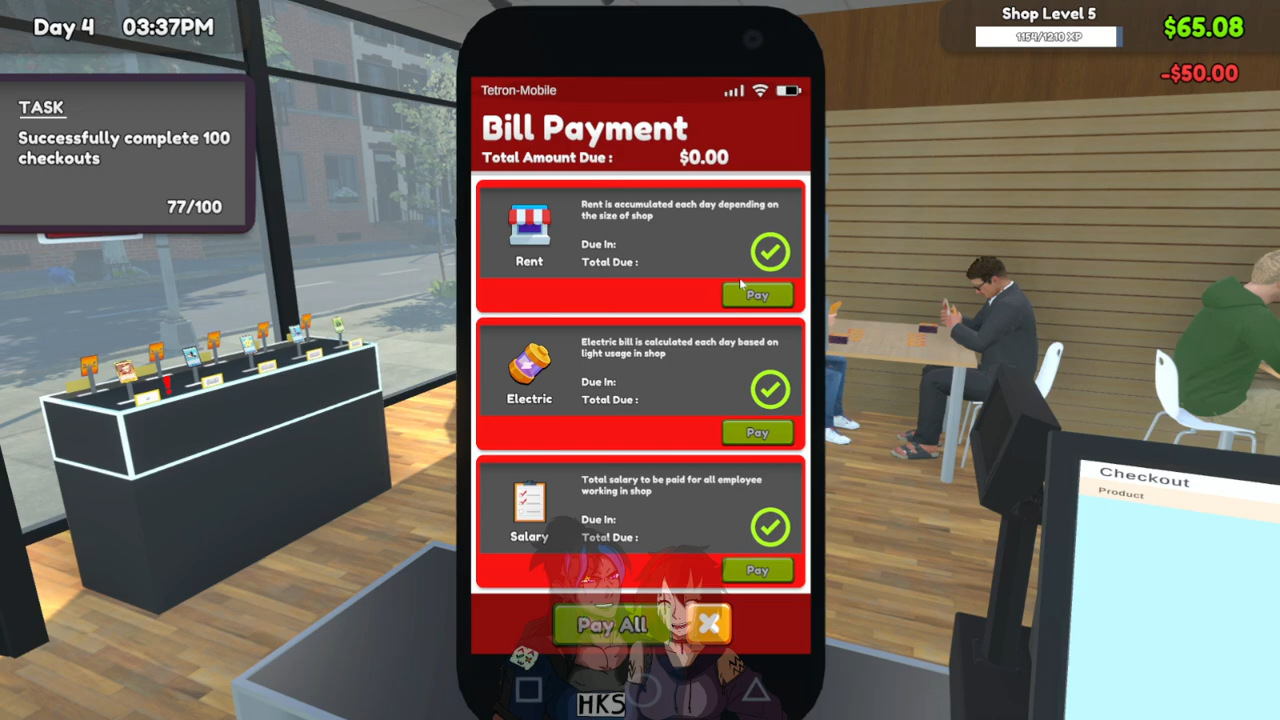 Day 4 03:37PM
Shop Level 5
1154/1210 XP
$65.08
-$50.00
TASK
Successfully complete 100
checkouts
77/100
Tetron-Mobile
Bill Payment
Total Amount Due : $0.00
Rent is accumulated each day depending on
the size of shop
Due In:
Total Due :
Rent
Pay
Electric bill is calculated each day based on
light usage in shop
Due In:
Total Due :
Electric
Pay
Total salary to be paid for all employee
working in shop
Due In:
Total Due :
Salary
Pay
Pay All
HKS
Checkout
Product